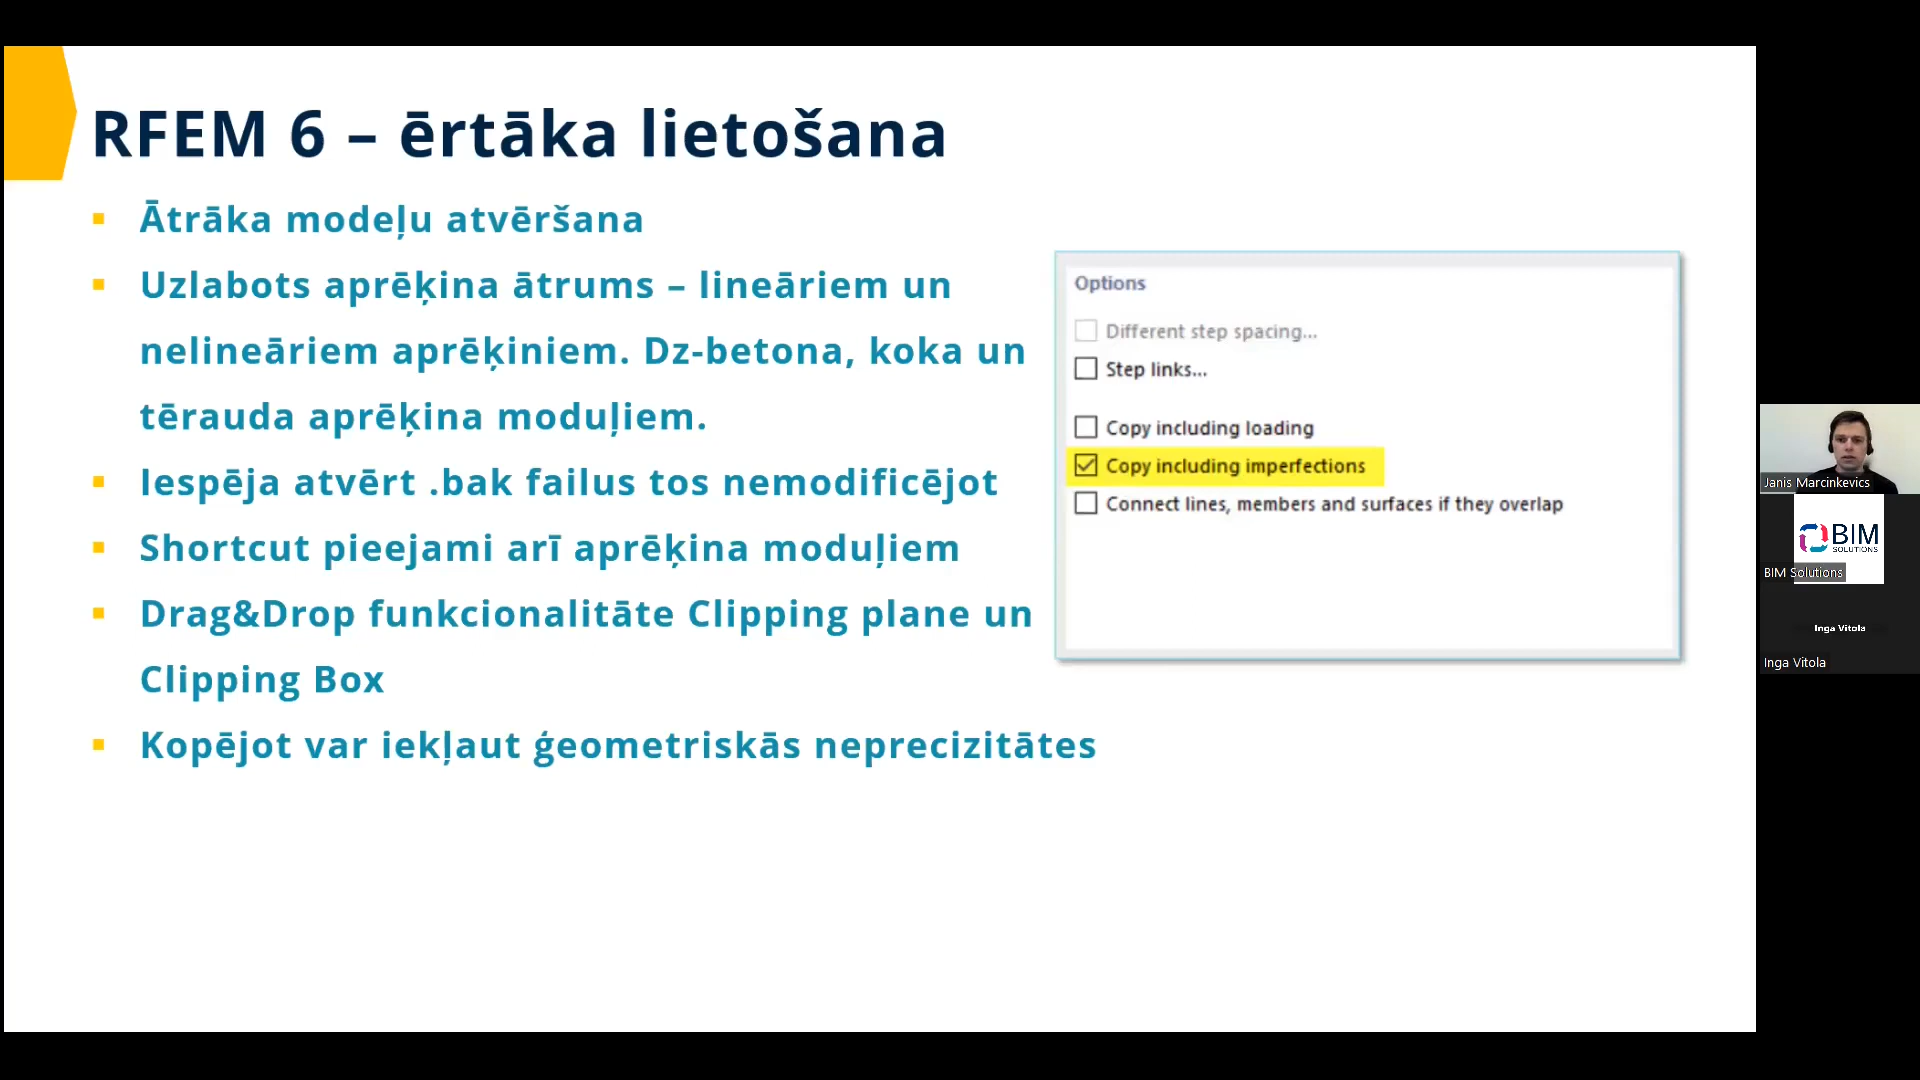 RFEM 6 – ērtāka lietošana
Ātrāka modeļu atvēršana
Uzlabots aprēķina ātrums – lineāriem un
nelineāriem aprēķiniem. Dz-betona, koka un
tērauda aprēķina moduļiem.
Iespēja atvērt .bak failus tos nemodificējot
Shortcut pieejami arī aprēķina moduļiem
Drag&Drop funkcionalitāte Clipping plane un
Clipping Box
Kopējot var iekļaut ģeometriskās neprecizitātes
Options
Different step spacing...
Step links...
Copy including loading
Copy including imperfections
Connect lines, members and surfaces if they overlap
Janis Marcinkevics
BIM
SOLUTIONS
BIM Solutions
Inga Vitola
Inga Vitola